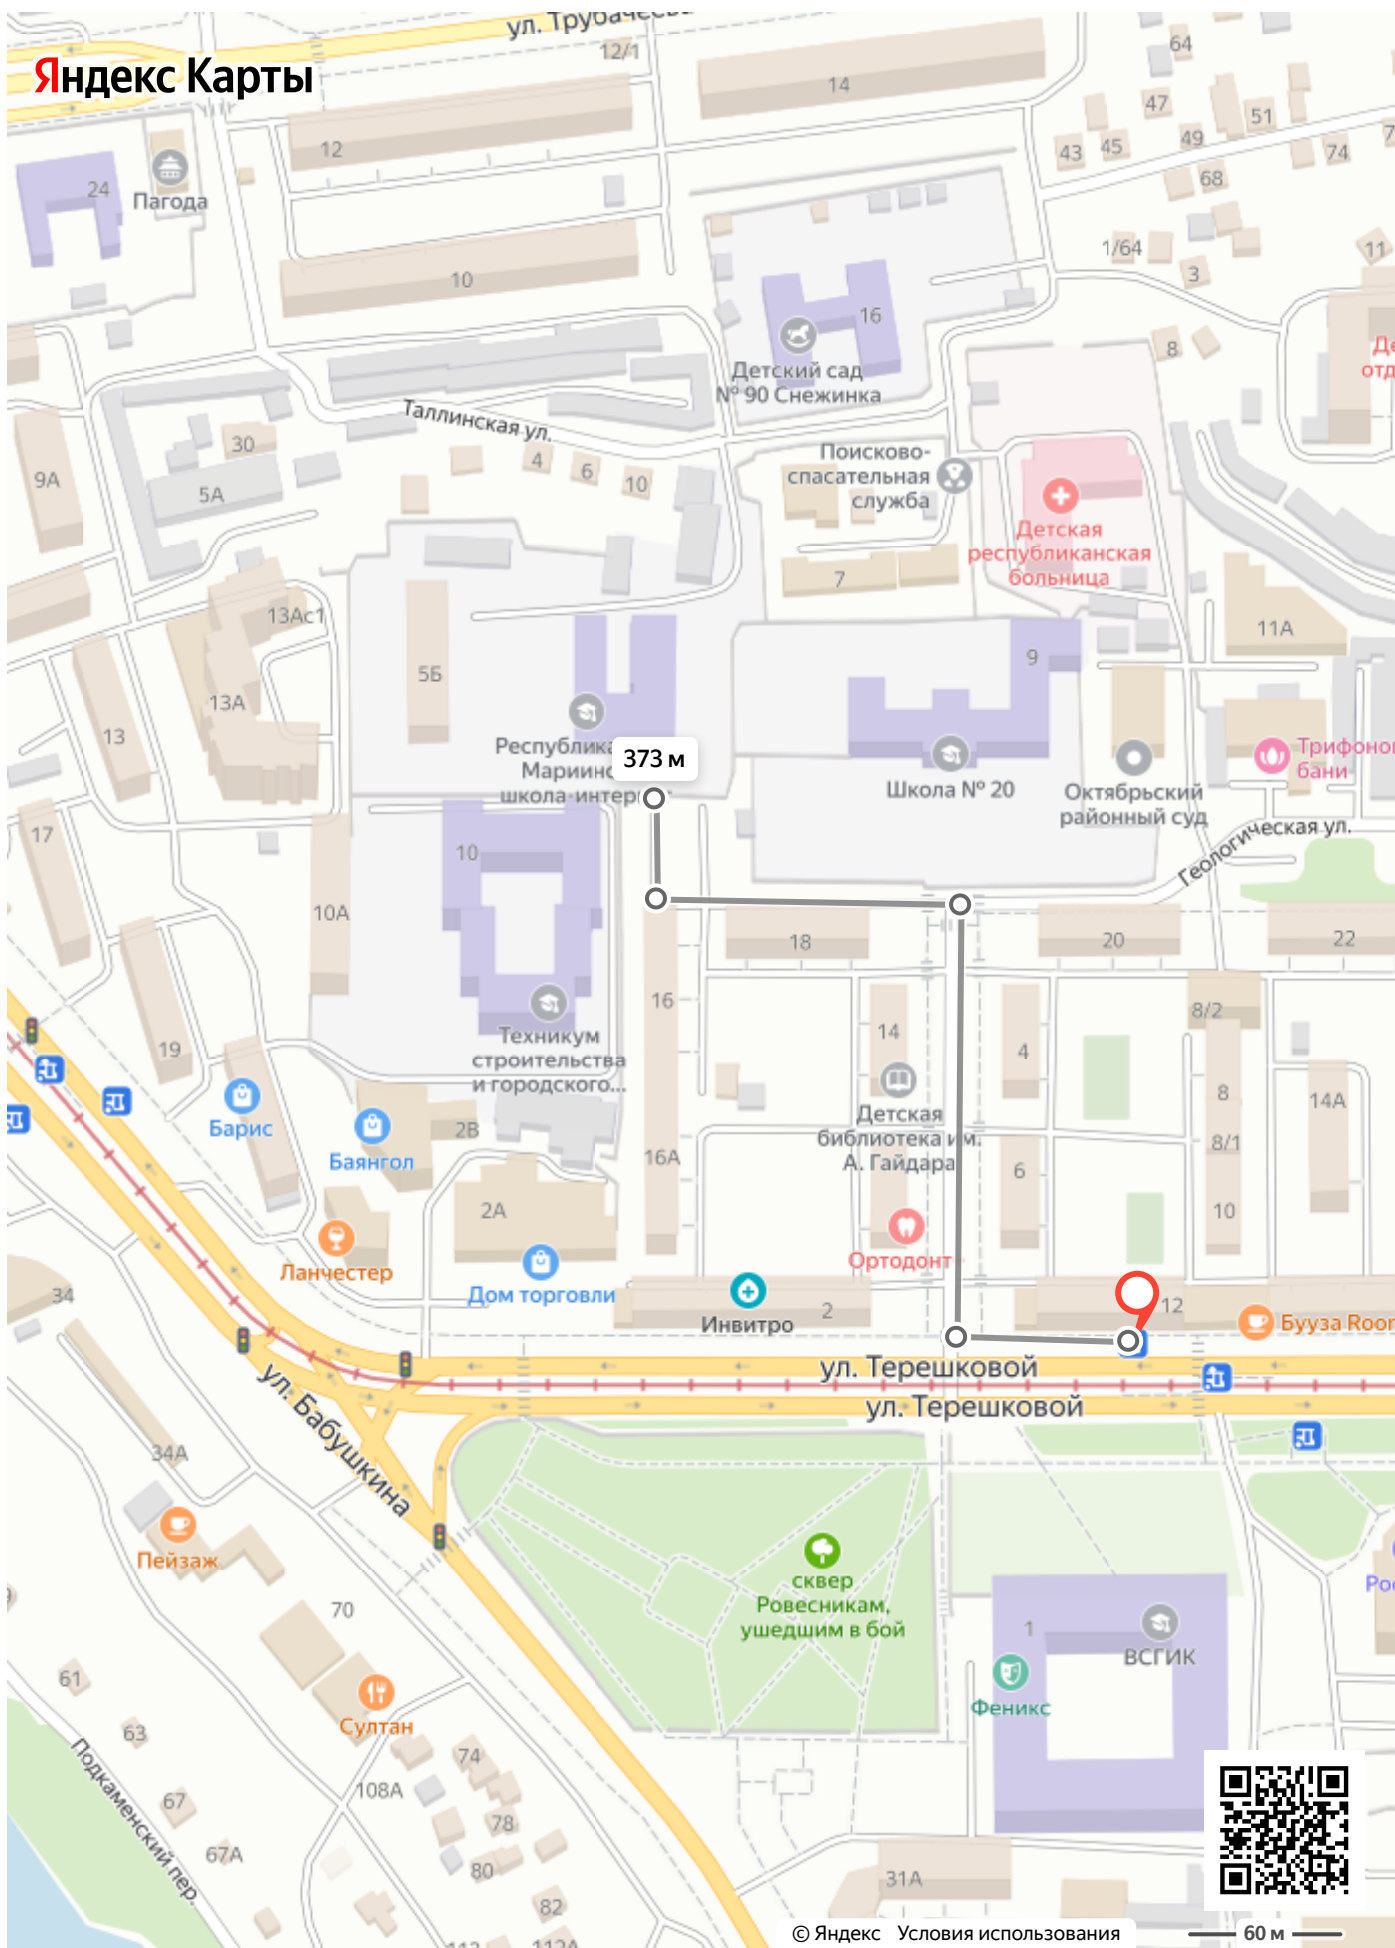 ул. Трубачеева
12/1
64
Яндекс Карты
14
47
51
12
43
45
49
74
24
68
Пагода
1/64
11
3
10
16
8
Детский сад
№ 90 Снежинка
Таллинская ул.
30
4
6
10
9А
5А
Поисково-
спасательная
служба
Детская
республиканская
больница
7
13Ас1
11А
5Б
9
13А
13
Республика
Мариинс
школа-интер
373 м
Трифонов
бани
Школа № 20
Октябрьский
районный суд
Геологическая ул.
17
10
10А
18
20
22
16
8/2
14
4
19
Техникум
строительства
и городского...
Барис
Баянгол
2В
Детская
библиотека им.
А. Гайдара
8
14А
8/1
16А
6
2А
10
Ланчестер
Дом торговли
Ортодонт
34
Инвитро
2
12
Бууза Room
ул. Терешковой
ул. Терешковой
ул. Бабушкина
34А
Пейзаж
сквер
Ровесникам,
ушедшим в бой
70
1
ВСГИК
Феникс
61
Султан
63
74
Подкаменский пер.
108А
67
78
67А
80
31А
82
112А
© Яндекс Условия использования
60 м